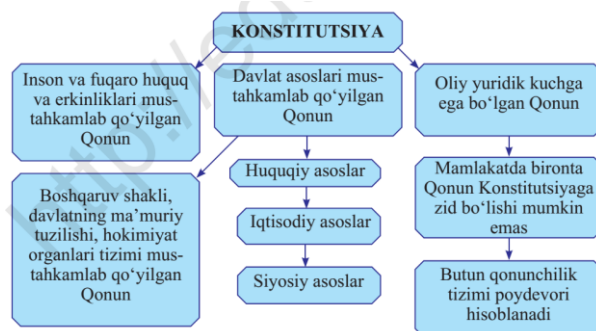 KONSTITUTSIYA
Inson va fuqaro huquq
va erkinliklari mus-
tahkamlab qo‘yilgan
Qonun
Davlat asoslari mus-
tahkamlab qo‘yilgan
Qonun
Oliy yuridik kuchga
ega bo‘lgan Qonun
Boshqaruv shakli,
davlatning ma’muriy
tuzilishi, hokimiyat
organlari tizimi mus-
tahkamlab qo‘yilgan
Qonun
Huquqiy asoslar
Iqtisodiy asoslar
Siyosiy asoslar
Mamlakatda bironta
Qonun Konstitutsiyaga
zid bo‘lishi mumkin
emas
Butun qonunchilik
tizimi poydevori
hisoblanadi
http://e